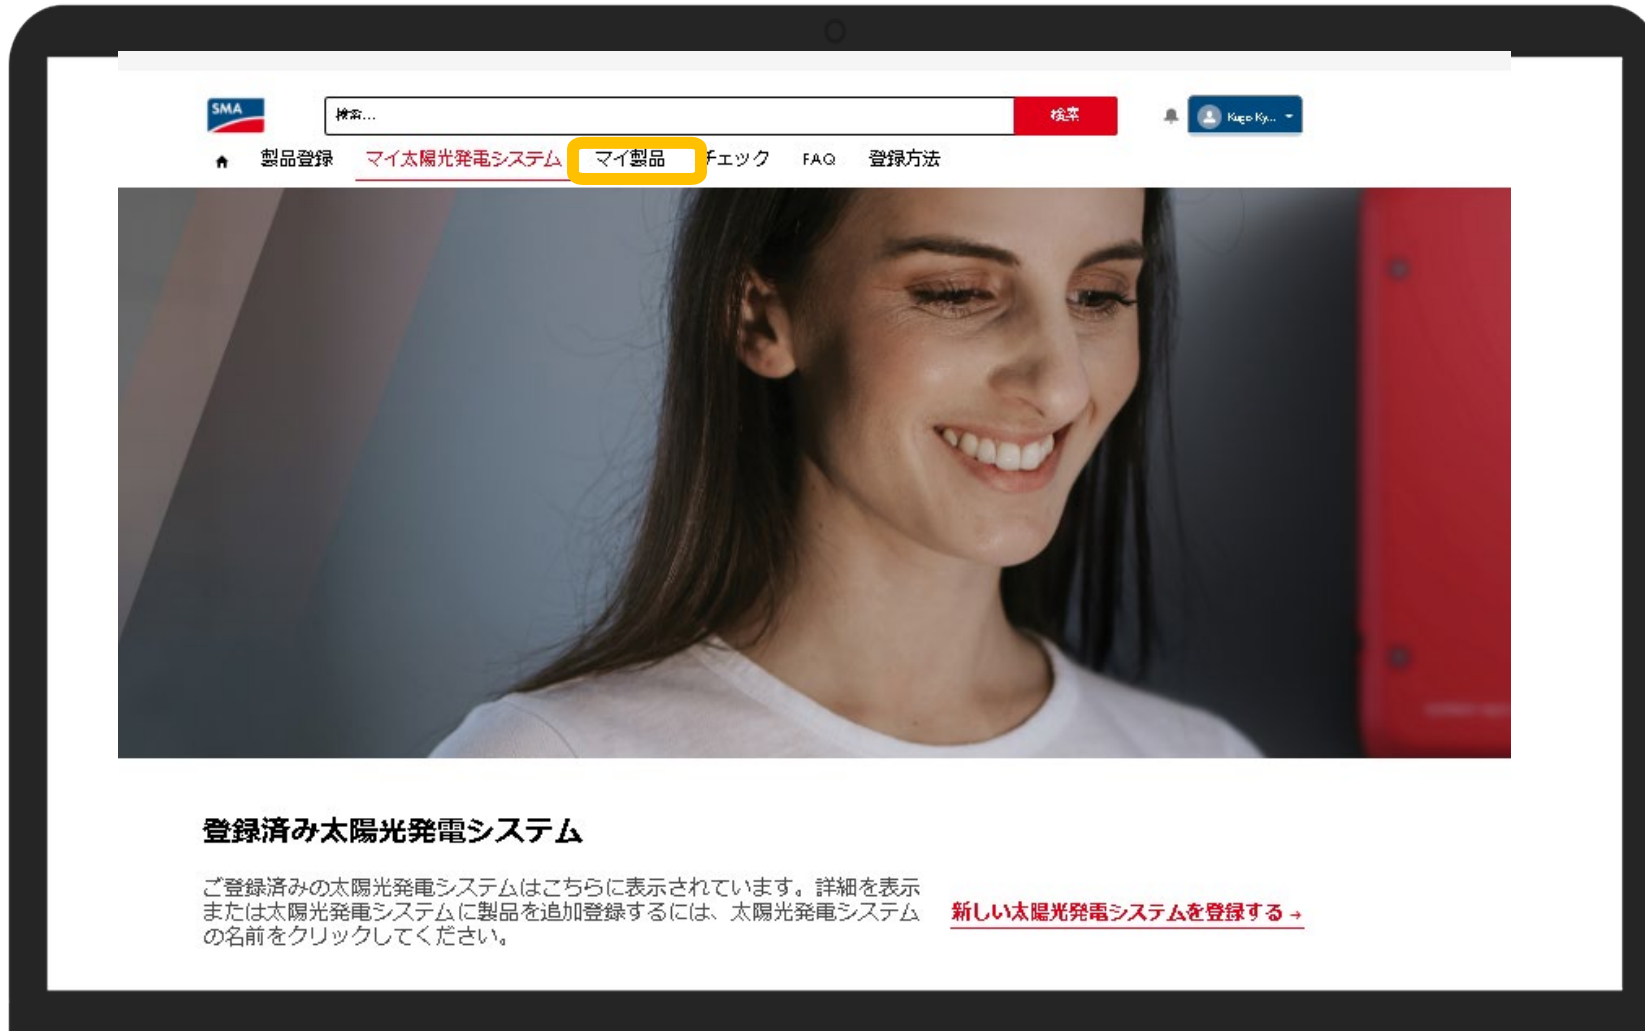 SMA
検索...
検索
Kugo Ky...
製品登録 マイ太陽光発電システム マイ製品 チェック FAQ 登録方法
登録済み太陽光発電システム
ご登録済みの太陽光発電システムはこちらに表示されています。詳細を表示
または太陽光発電システムに製品を追加登録するには、太陽光発電システム
の名前をクリックしてください。
新しい太陽光発電システムを登録する→